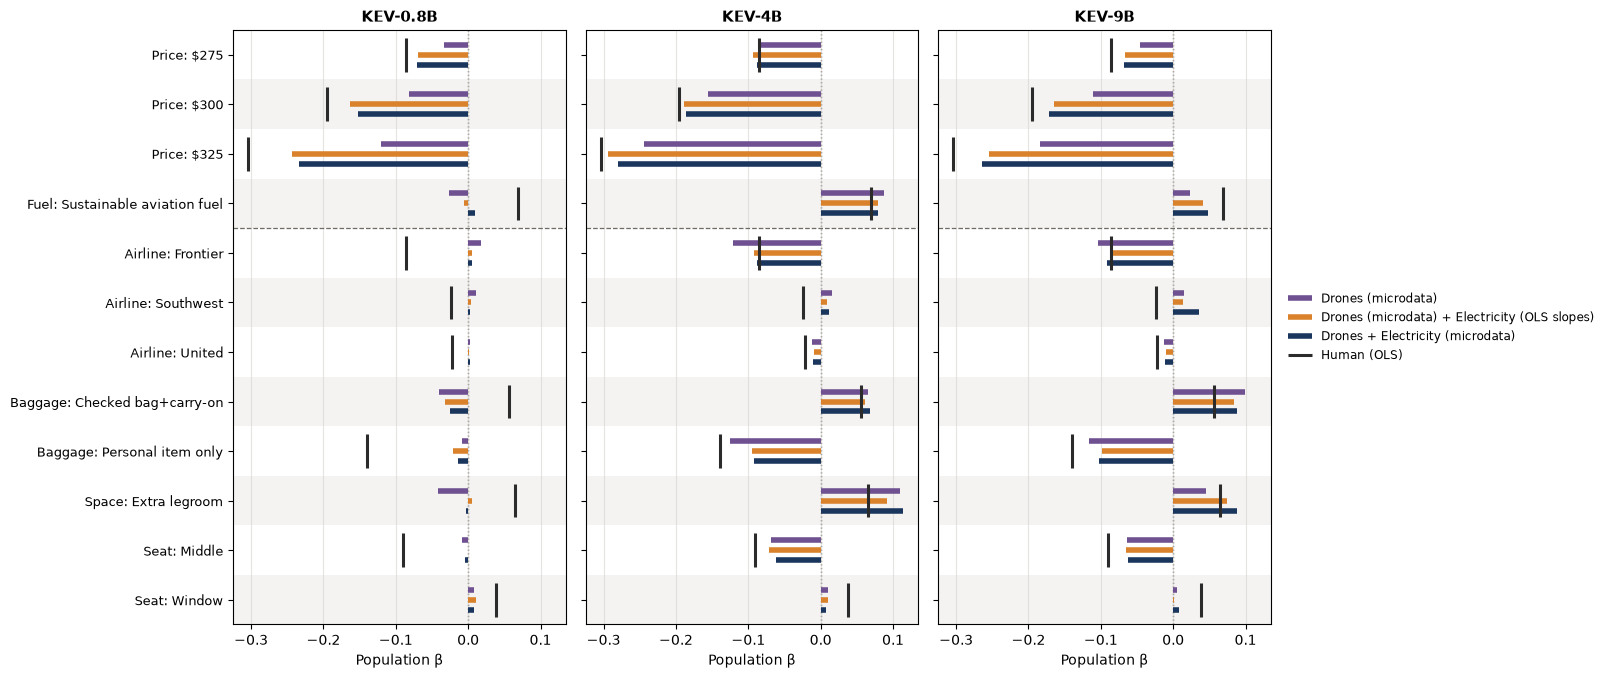 KEV-0.8B
KEV-4B
KEV-9B
Price: $275
Price: $300
Price: $325
Fuel: Sustainable aviation fuel
Airline: Frontier
Airline: Southwest
Airline: United
Baggage: Checked bag+carry-on
Baggage: Personal item only
Space: Extra legroom
Seat: Middle
Seat: Window
−0.3 −0.2 −0.1 0.0 0.1
−0.3 −0.2 −0.1 0.0 0.1
−0.3 −0.2 −0.1 0.0 0.1
Population β
Population β
Population β
Drones (microdata)
Drones (microdata) + Electricity (OLS slopes)
Drones + Electricity (microdata)
Human (OLS)